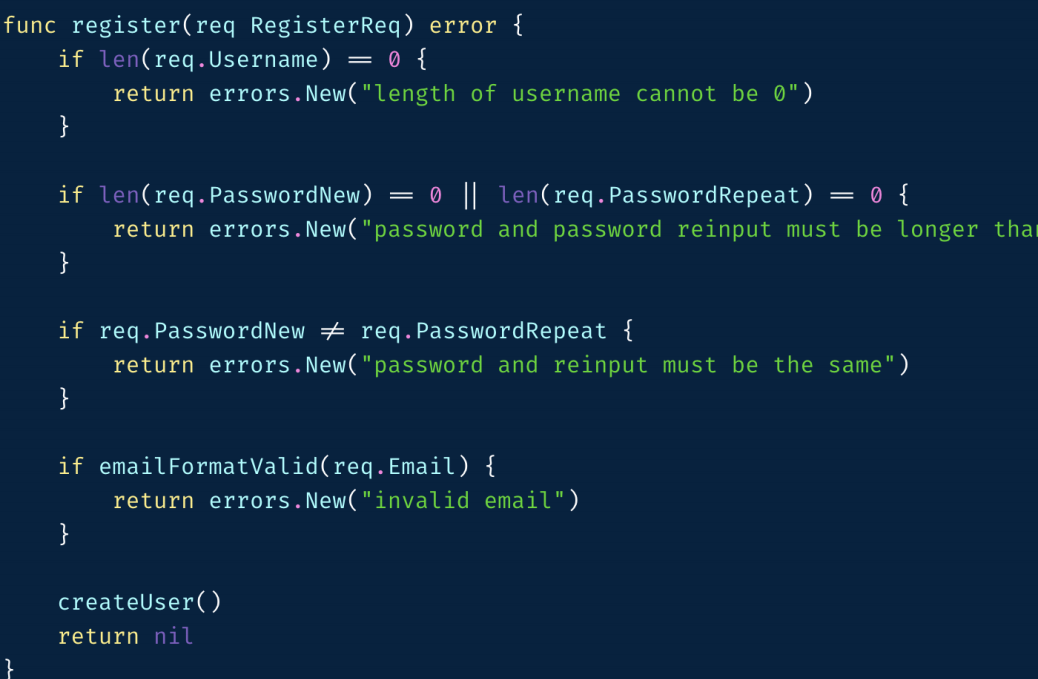 func register(req RegisterReq) error {
    if len(req.Username) == 0 {
        return errors.New("length of username cannot be 0")
    }

    if len(req.PasswordNew) == 0 || len(req.PasswordRepeat) == 0 {
        return errors.New("password and password reinput must be longer
    }

    if req.PasswordNew != req.PasswordRepeat {
        return errors.New("password and reinput must be the same")
    }

    if emailFormatValid(req.Email) {
        return errors.New("invalid email")
    }

    createUser()
    return nil
}